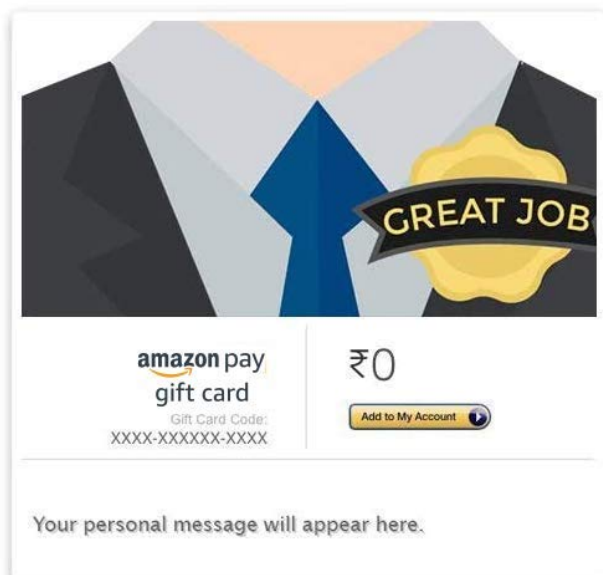 GREAT JOB
amazon pay
gift card
Gift Card Code:
XXXX-XXXXXX-XXXX
₹0
Add to My Account
Your personal message will appear here.